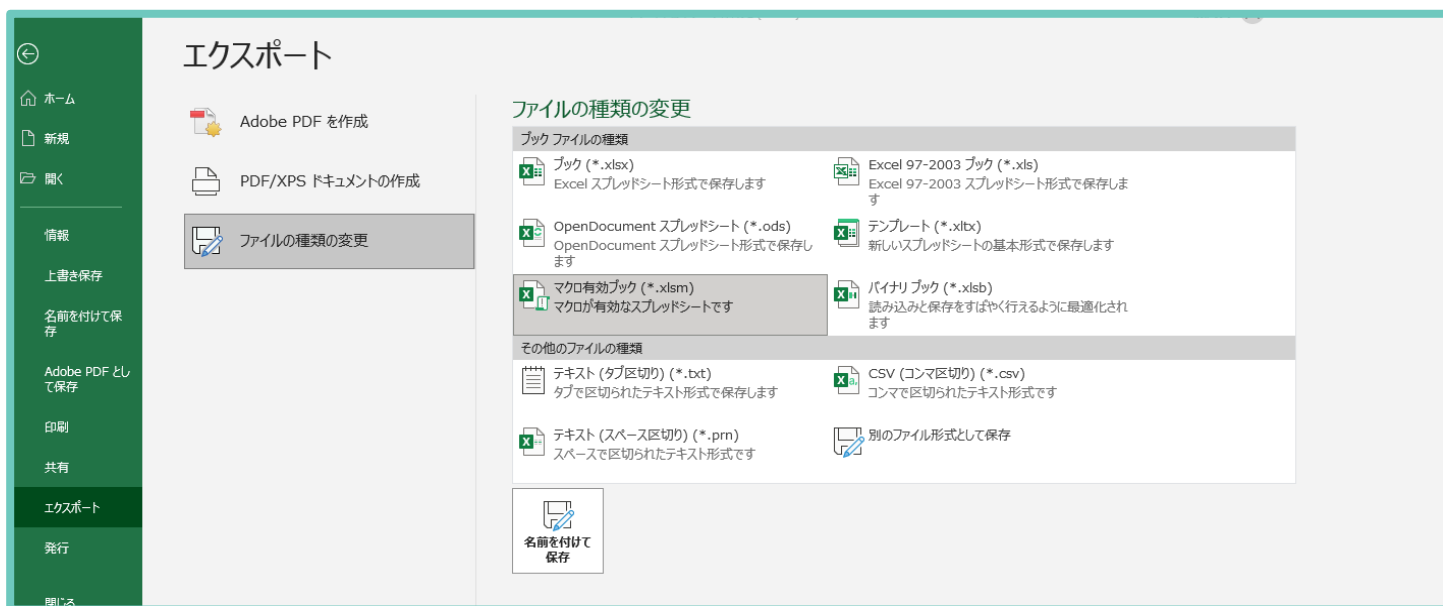 エクスポート
ホーム
新規
開く
情報
上書き保存
名前を付けて保
存
Adobe PDF とし
て保存
印刷
共有
エクスポート
発行
閉じる
Adobe PDF を作成
PDF/XPS ドキュメントの作成
ファイルの種類の変更
ファイルの種類の変更
ブック ファイルの種類
ブック (*.xlsx)
Excel スプレッドシート形式で保存します
Excel 97-2003 ブック (*.xls)
Excel 97-2003 スプレッドシート形式で保存しま
す
OpenDocument スプレッドシート (*.ods)
OpenDocument スプレッドシート形式で保存し
ます
テンプレート (*.xltx)
新しいスプレッドシートの基本形式で保存します
マクロ有効ブック (*.xlsm)
マクロが有効なスプレッドシートです
バイナリ ブック (*.xlsb)
読み込みと保存をすばやく行えるように最適化され
ます
その他のファイルの種類
テキスト (タブ区切り) (*.txt)
タブで区切られたテキスト形式で保存します
CSV (コンマ区切り) (*.csv)
コンマで区切られたテキスト形式です
テキスト (スペース区切り) (*.prn)
スペースで区切られたテキスト形式です
別のファイル形式として保存
名前を付けて
保存